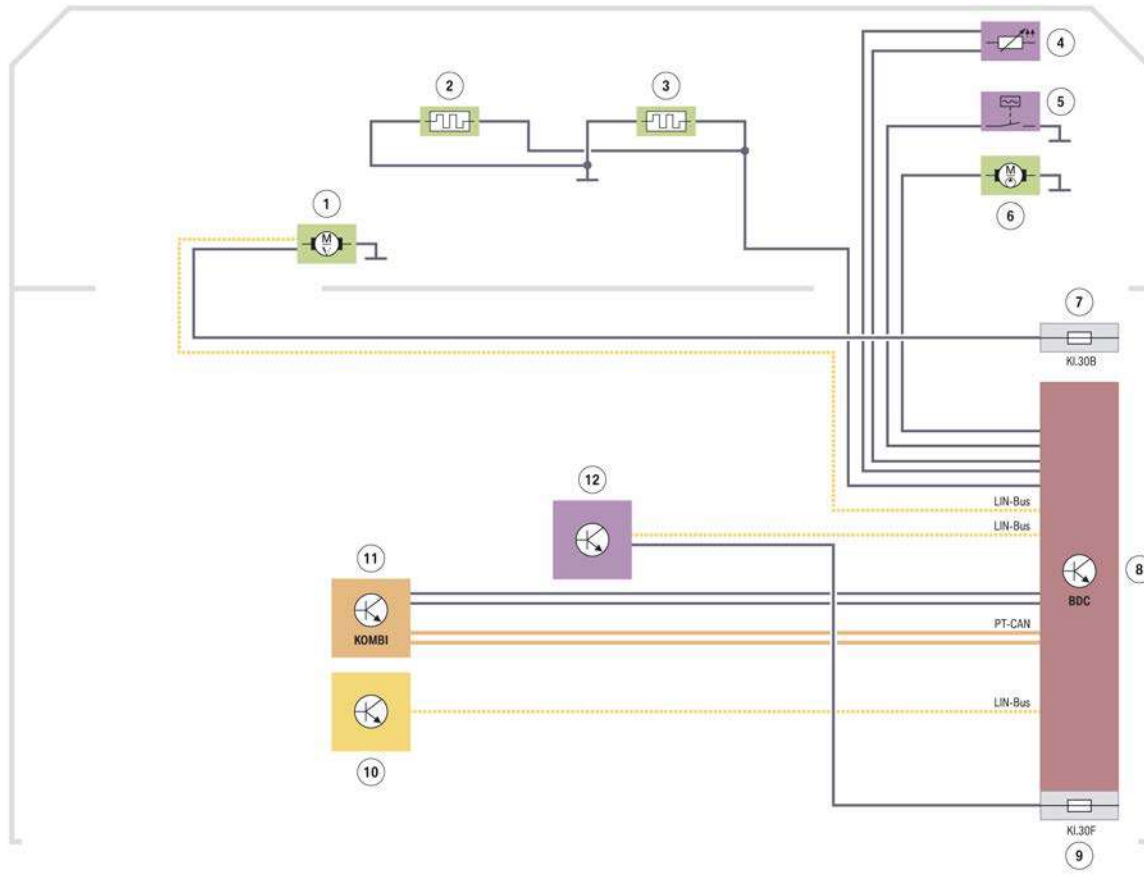 4
2
3
5
M
1
6
M
7
Kl.30B
12
LIN-Bus
LIN-Bus
11
8
BDC
KOMBI
PT-CAN
LIN-Bus
10
Kl.30F
9